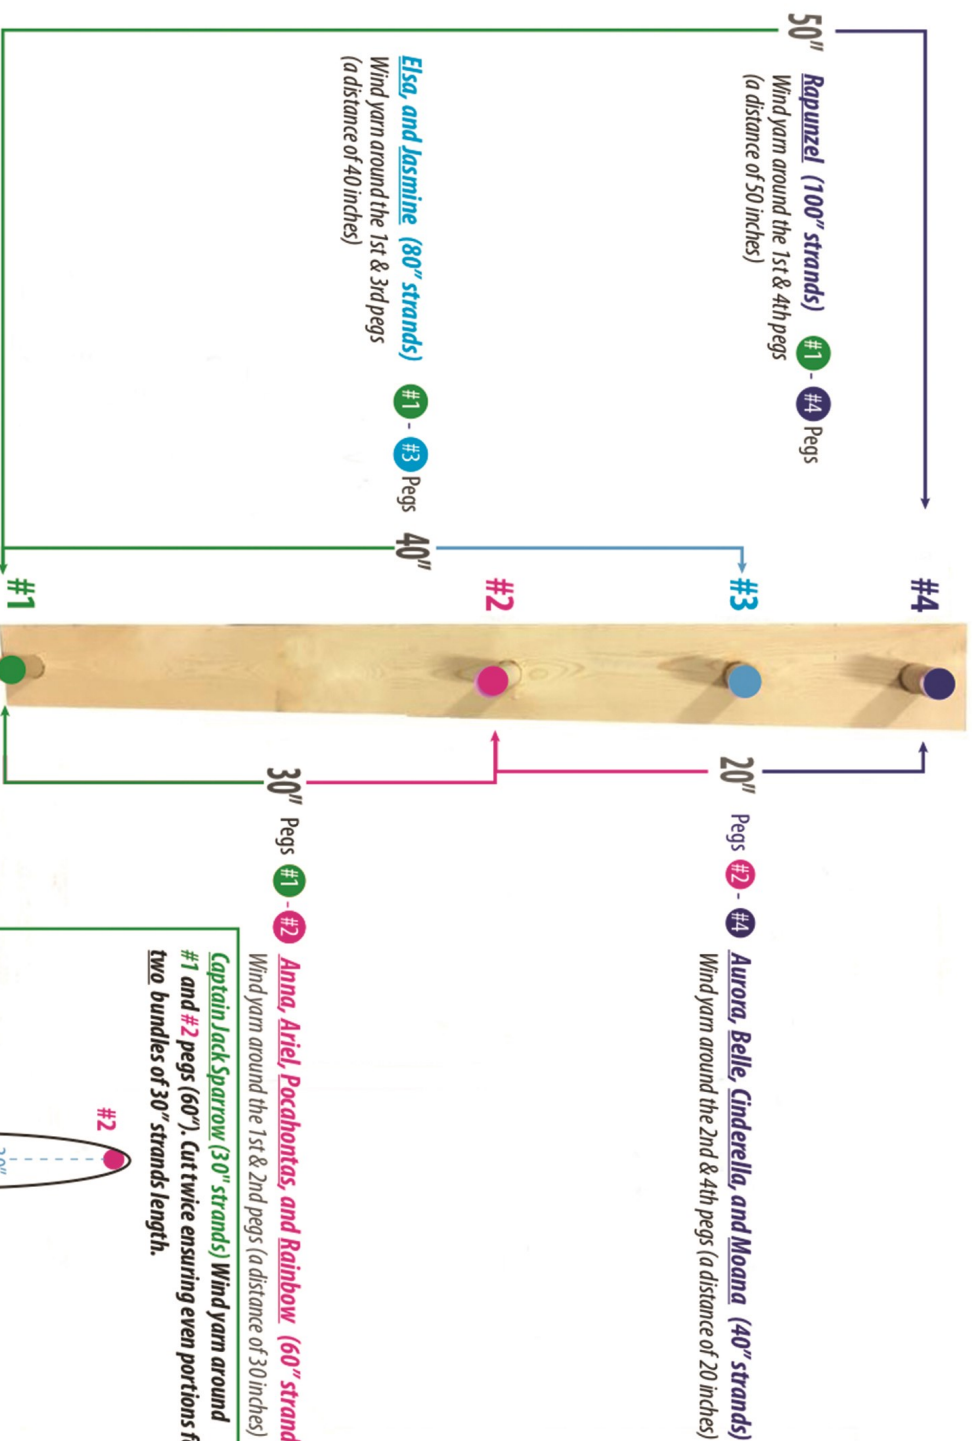 50"
Rapunzel (100" strands) #1 - #4 Pegs
Wind yarn around the 1st & 4th pegs
(a distance of 50 inches)
Elsa, and Jasmine (80" strands) #1 - #3 Pegs
Wind yarn around the 1st & 3rd pegs
(a distance of 40 inches)
40"
#4
#3
#2
#1
20"
Pegs #2 - #4 Aurora, Belle, Cinderella, and Moana (40" strands)
Wind yarn around the 2nd & 4th pegs (a distance of 20 inches)
30"
Pegs #1 - #2 Anna, Ariel, Pocahontas, and Rainbow (60" strand
Wind yarn around the 1st & 2nd pegs (a distance of 30 inches)
Captain Jack Sparrow (30" strands) Wind yarn around
#1 and #2 pegs (60"). Cut twice ensuring even portions f
two bundles of 30" strands length.
#2